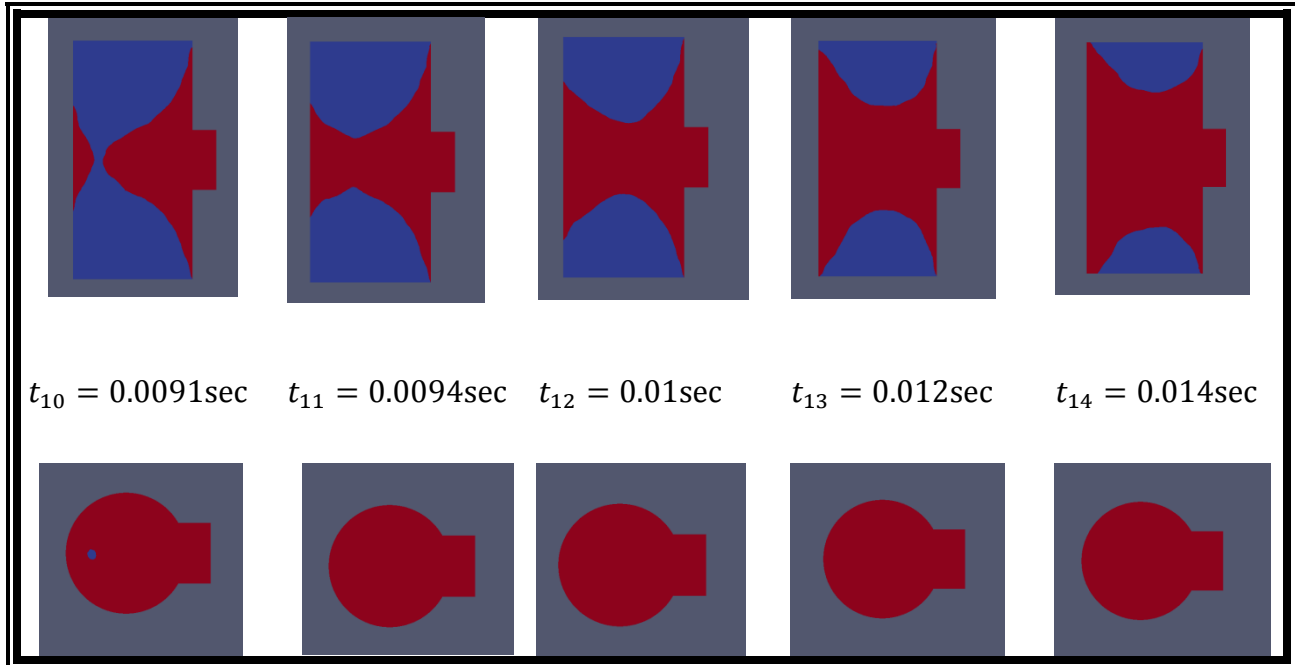 t₁₀ = 0.0091sec t₁₁ = 0.0094sec t₁₂ = 0.01sec t₁₃ = 0.012sec t₁₄ = 0.014sec